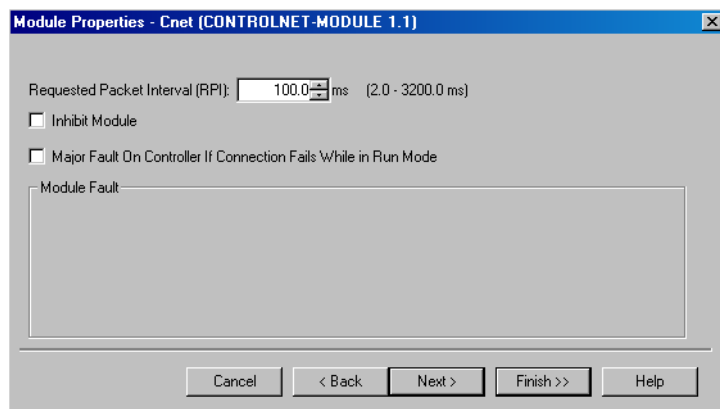 Module Properties - Cnet (CONTROLNET-MODULE 1.1)
Requested Packet Interval (RPI): 100.0 ms (2.0 - 3200.0 ms)
Inhibit Module
Major Fault On Controller If Connection Fails While in Run Mode
Module Fault
Cancel < Back Next > Finish >> Help